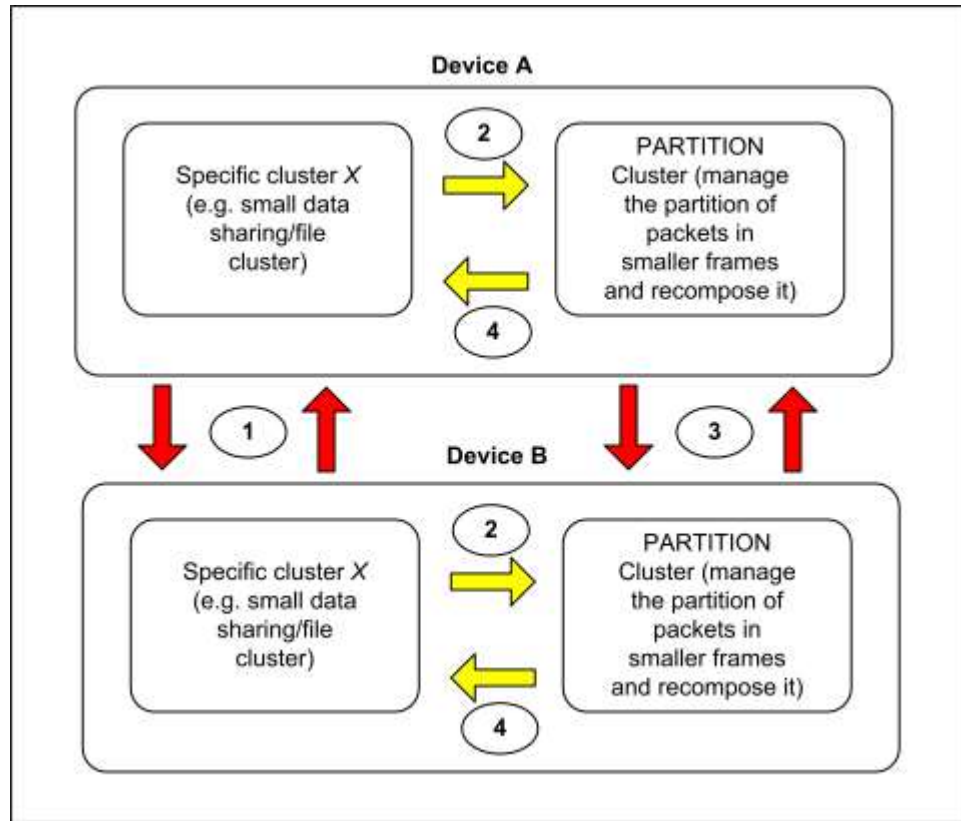 Device A
Specific cluster X
(e.g. small data
sharing/file
cluster)
2
4
PARTITION
Cluster (manage
the partition of
packets in
smaller frames
and recompose it)
1
3
Device B
Specific cluster X
(e.g. small data
sharing/file
cluster)
2
4
PARTITION
Cluster (manage
the partition of
packets in
smaller frames
and recompose it)